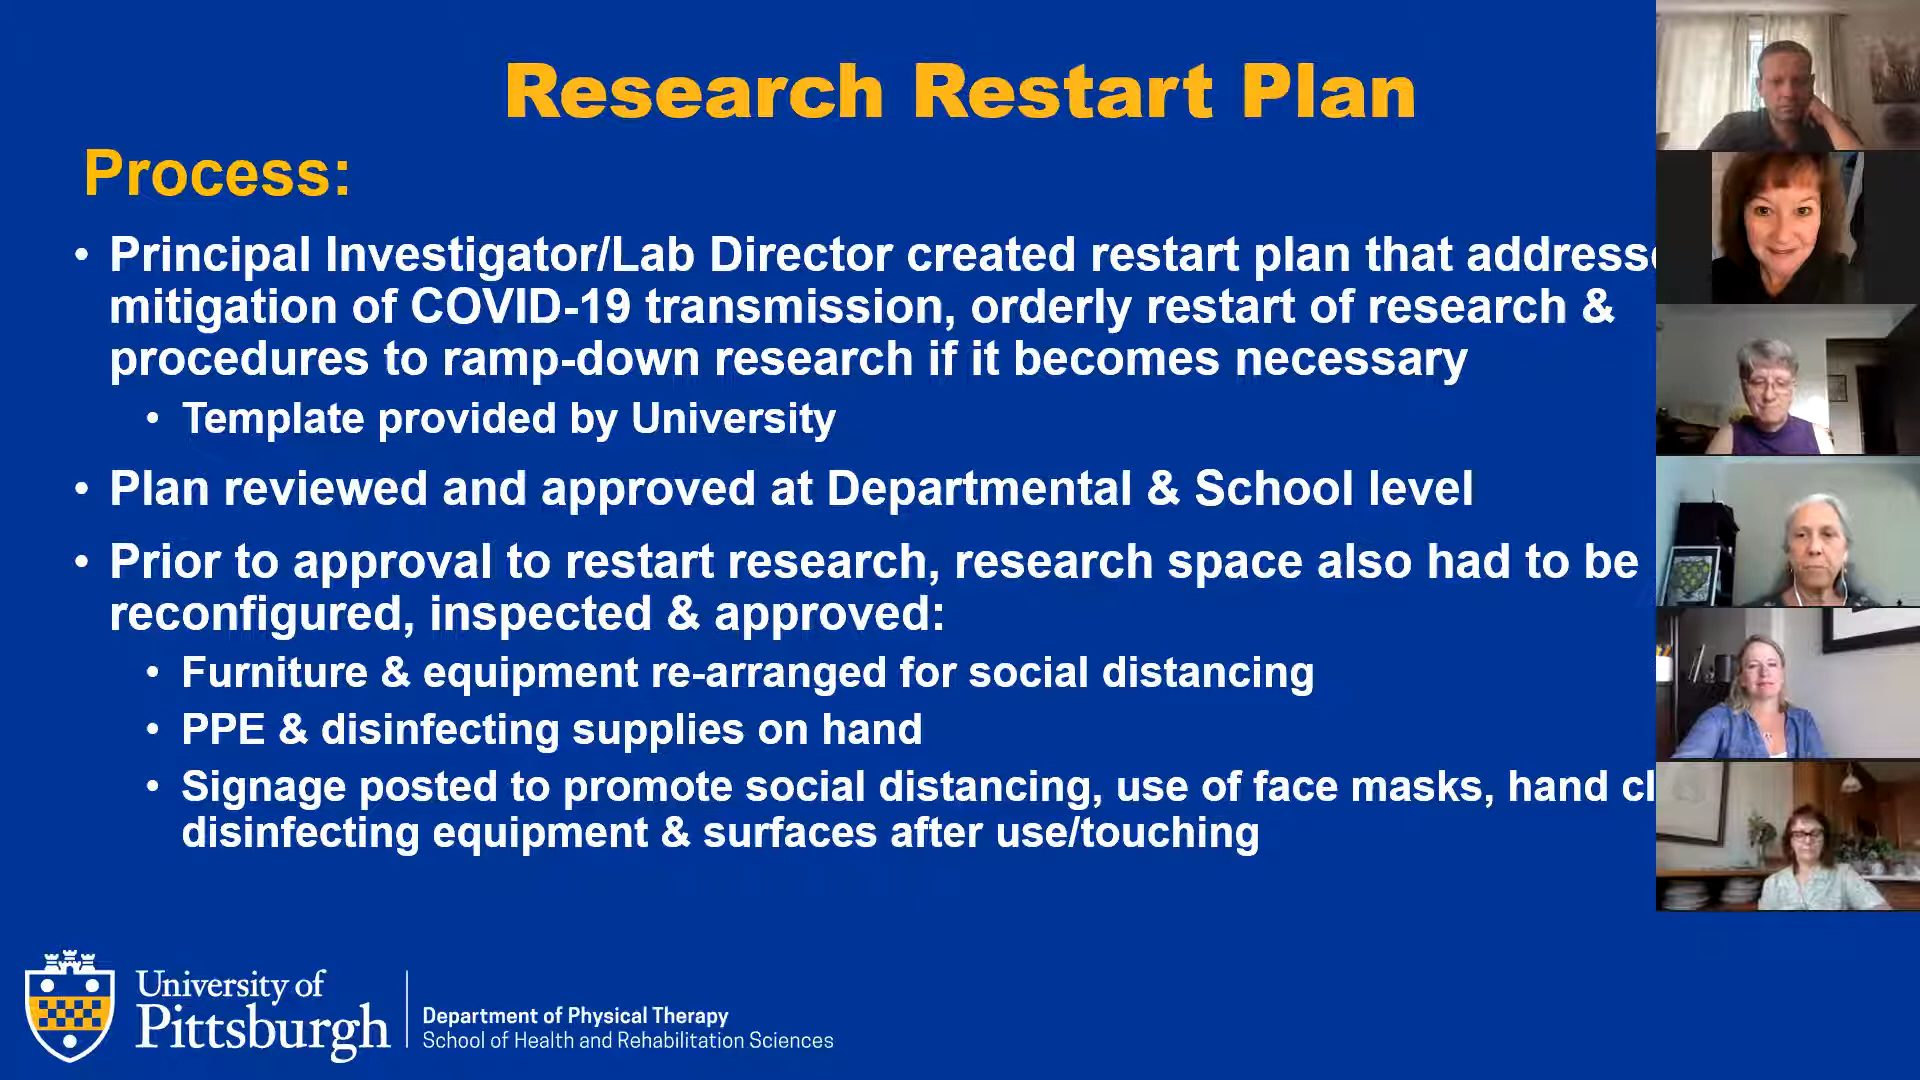 Research Restart Plan
Process:
• Principal Investigator/Lab Director created restart plan that
mitigation of COVID-19 transmission, orderly restart of research &
procedures to ramp-down research if it becomes necessary
• Template provided by University
• Plan reviewed and approved at Departmental & School level
• Prior to approval to restart research, research space also had to be
reconfigured, inspected & approved:
• Furniture & equipment re-arranged for social distancing
• PPE & disinfecting supplies on hand
• Signage posted to promote social distancing, use of face masks, hand
disinfecting equipment & surfaces after use/touching
University of
Pittsburgh
Department of Physical Therapy
School of Health and Rehabilitation Sciences